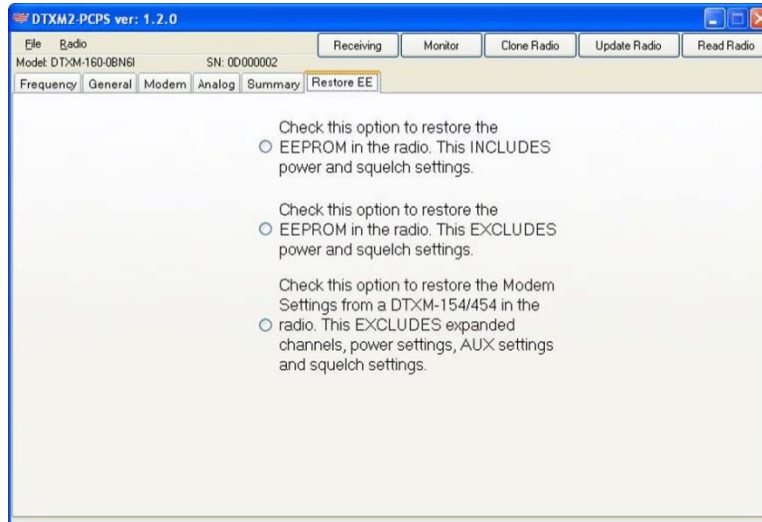 DTXM2-PCPS ver: 1.2.0
File Radio
Receiving Monitor Clone Radio Update Radio Read Radio
Model: DTXM-160-0BN6I SN: 0D000002
Frequency General Modem Analog Summary Restore EE
Check this option to restore the
EEPROM in the radio. This INCLUDES
power and squelch settings.
Check this option to restore the
EEPROM in the radio. This EXCLUDES
power and squelch settings.
Check this option to restore the Modem
Settings from a DTXM-154/454 in the
radio. This EXCLUDES expanded
channels, power settings, AUX settings
and squelch settings.